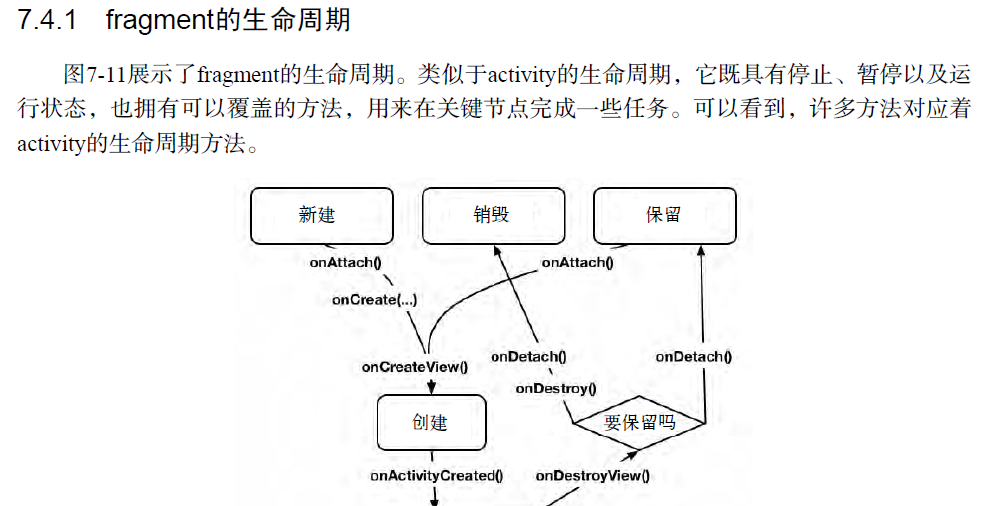 7.4.1 fragment的生命周期
图7-11展示了fragment的生命周期。类似于activity的生命周期，它既具有停止、暂停以及运
行状态，也拥有可以覆盖的方法，用来在关键节点完成一些任务。可以看到，许多方法对应着
activity的生命周期方法。
新建
销毁
保留
onAttach()
onAttach()
onCreate(...)
onCreateView()
onDetach()
onDetach()
onDestroy()
创建
要保留吗
onActivityCreated()
onDestroyView()